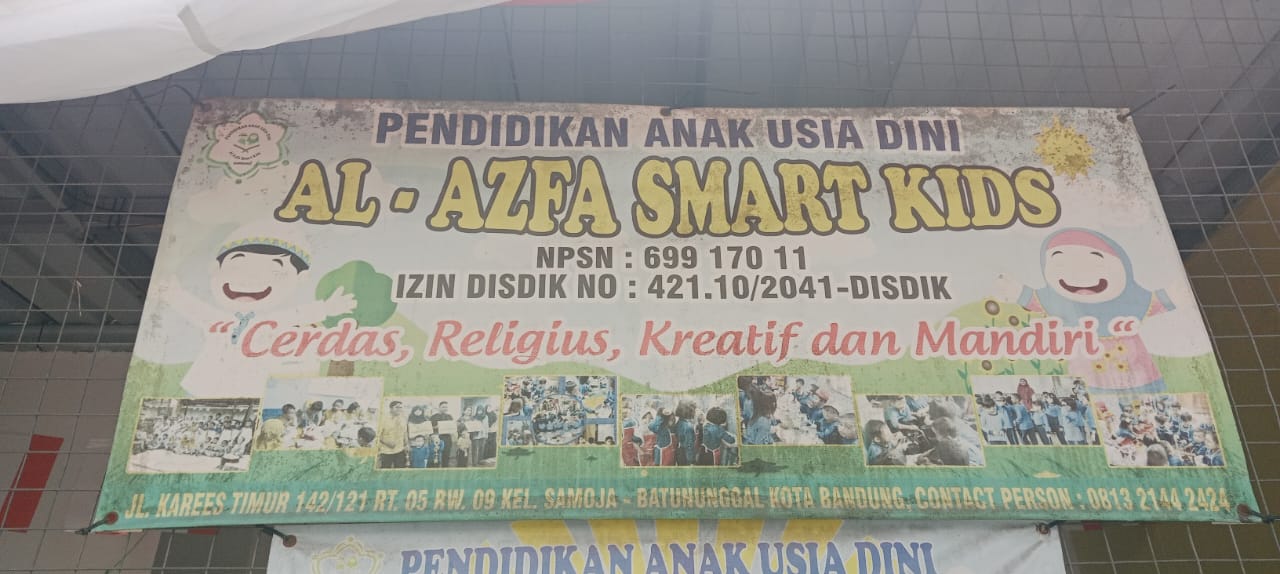 PENDIDIKAN ANAK USIA DINI
AL - AZFA SMART KIDS
NPSN : 699 170 11
IZIN DISDIK NO : 421.10/2041-DISDIK
“ Cerdas, Religius, Kreatif dan Mandiri “
JL. KAREES TIMUR 142/121 RT. 05 RW. 09 KEL. SAMOJA - BATUNUNGGAL KOTA BANDUNG, CONTACT PERSON : 0813 2144 2424
PENDIDIKAN ANAK USIA DINI